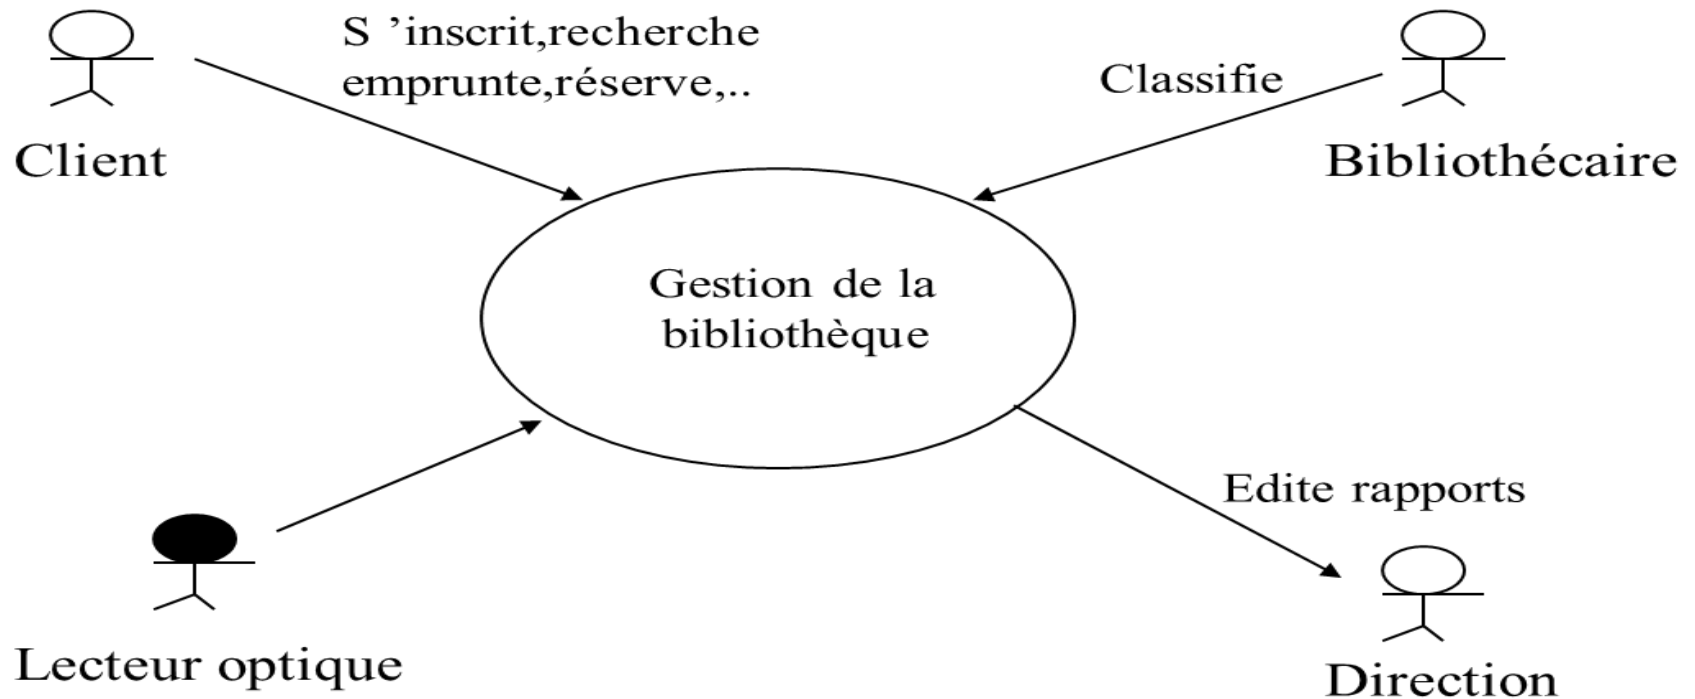 S ’inscrit,recherche
emprunte,réserve,..
Classifie
Client
Bibliothécaire
Gestion de la
bibliothèque
Edite rapports
Lecteur optique
Direction